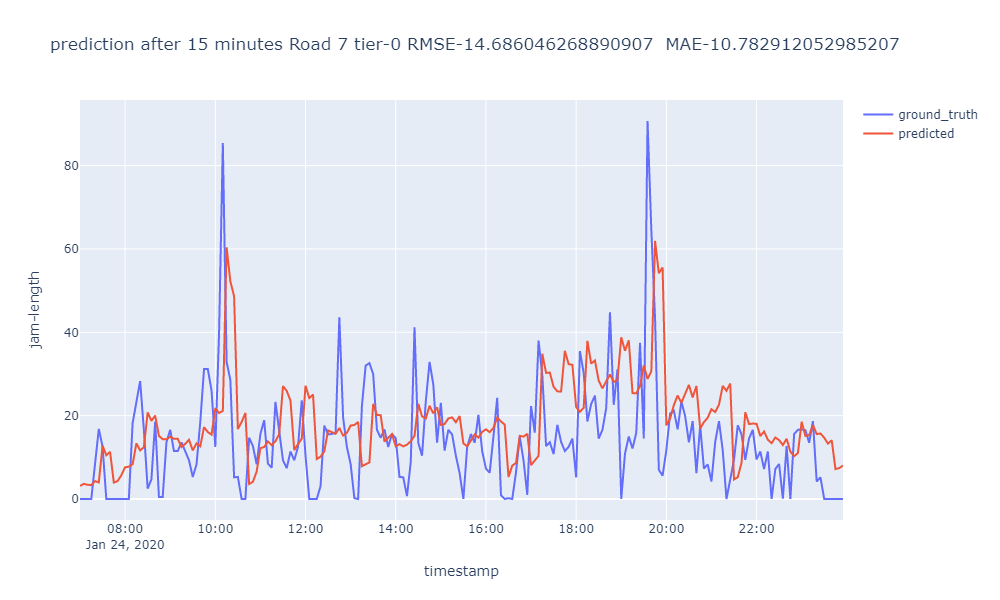 prediction after 15 minutes Road 7 tier-0 RMSE-14.686046268890907  MAE-10.782912052985207
ground_truth
predicted
80
60
40
20
0
jam-length
08:00 10:00 12:00 14:00 16:00 18:00 20:00 22:00
Jan 24, 2020
timestamp